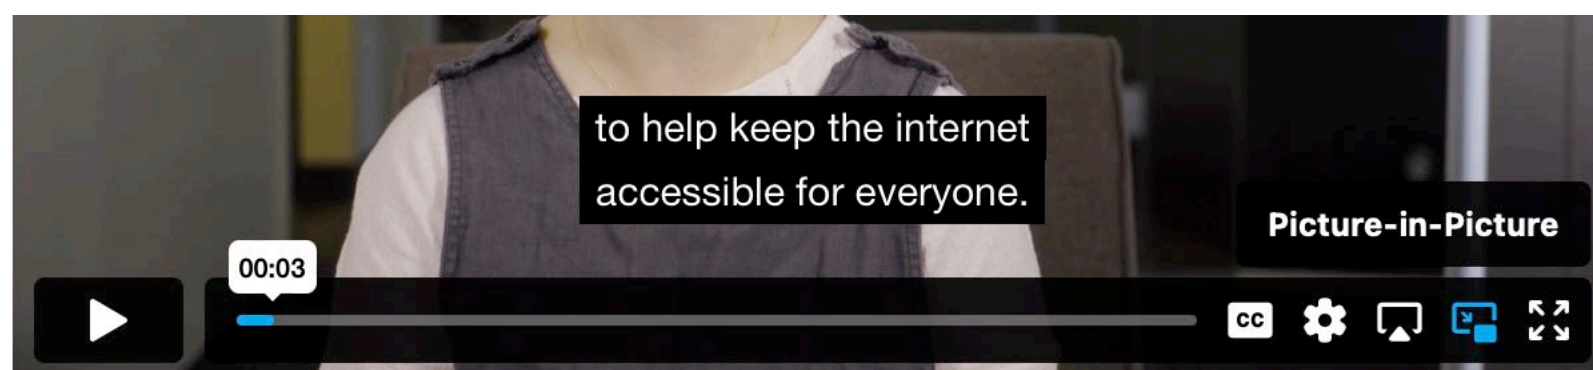 to help keep the internet
accessible for everyone.
Picture-in-Picture
00:03
CC